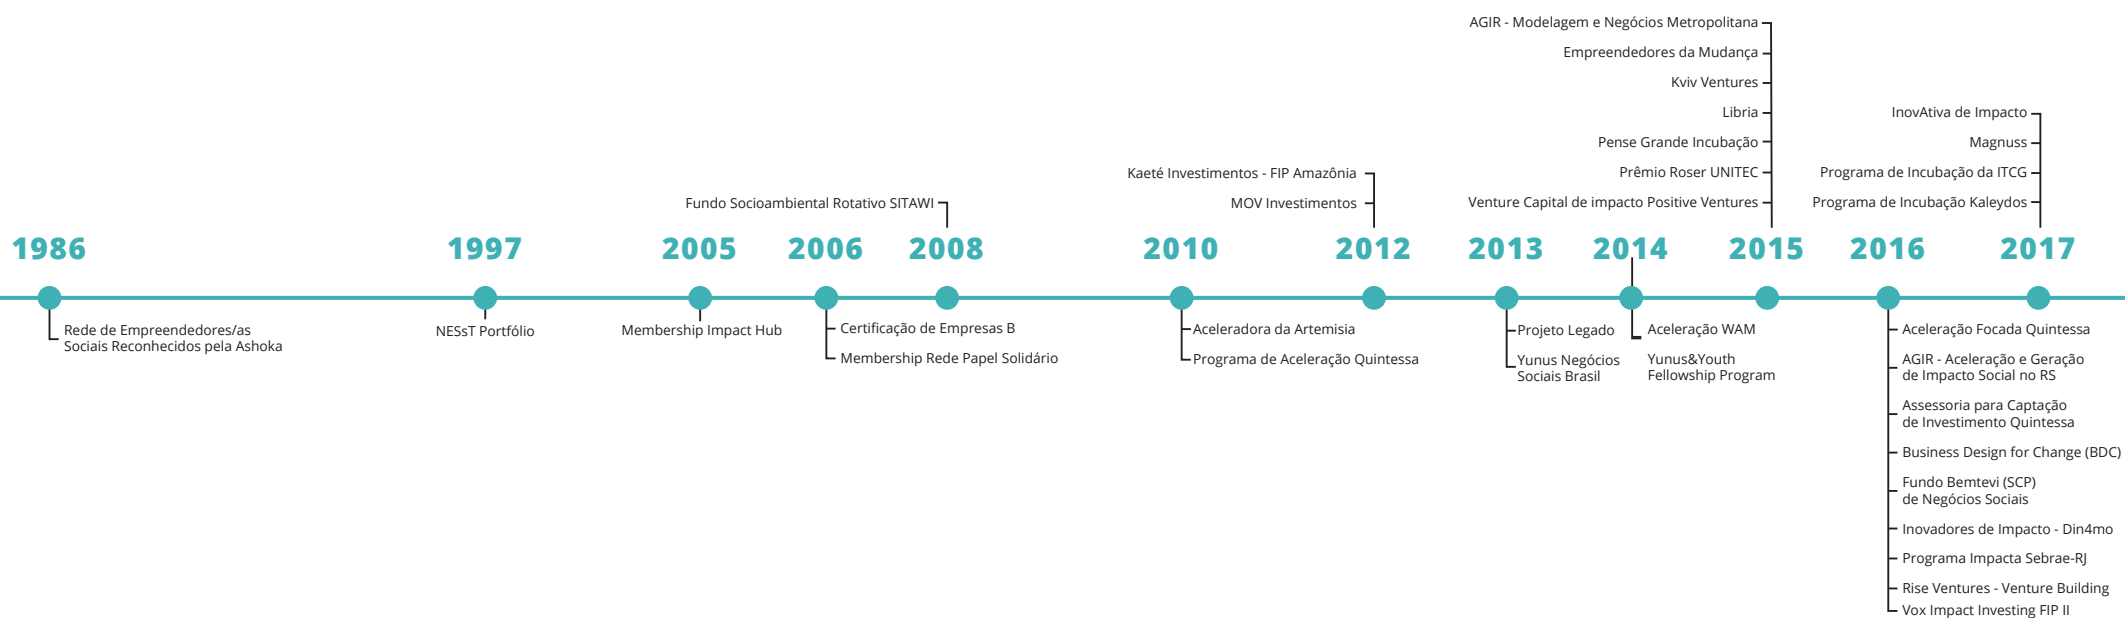 1986
Rede de Empreendedores/as
Sociais Reconhecidos pela Ashoka
1997
NESsT Portfólio
2005
Membership Impact Hub
2006
Certificação de Empresas B
Membership Rede Papel Solidário
Fundo Socioambiental Rotativo SITAWI
2008
2010
Aceleradora da Artemisia
Programa de Aceleração Quintessa
Kaeté Investimentos - FIP Amazônia
MOV Investimentos
2012
2013
Projeto Legado
Yunus Negócios
Sociais Brasil
2014
Aceleração WAM
Yunus&Youth
Fellowship Program
AGIR - Modelagem e Negócios Metropolitana
Empreendedores da Mudança
Kviv Ventures
Libria
Pense Grande Incubação
Prêmio Roser UNITEC
Venture Capital de impacto Positive Ventures
2015
2016
Aceleração Focada Quintessa
AGIR - Aceleração e Geração
de Impacto Social no RS
Assessoria para Captação
de Investimento Quintessa
Business Design for Change (BDC)
Fundo Bemtevi (SCP)
de Negócios Sociais
Inovadores de Impacto - Din4mo
Programa Impacta Sebrae-RJ
Rise Ventures - Venture Building
Vox Impact Investing FIP II
InovAtiva de Impacto
Magnuss
Programa de Incubação da ITCG
Programa de Incubação Kaleydos
2017